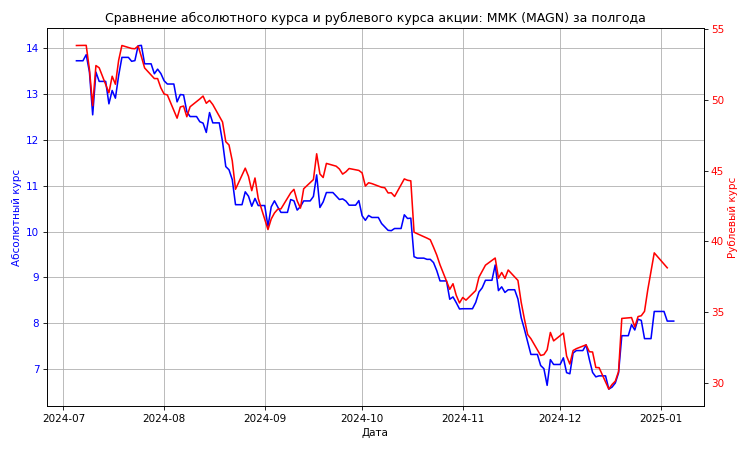 Сравнение абсолютного курса и рублевого курса акции: ММК (MAGN) за полгода
Абсолютный курс
14
13
12
11
10
9
8
7
55
50
45
40
35
30
Рублевый курс
2024-07 2024-08 2024-09 2024-10 2024-11 2024-12 2025-01
Дата